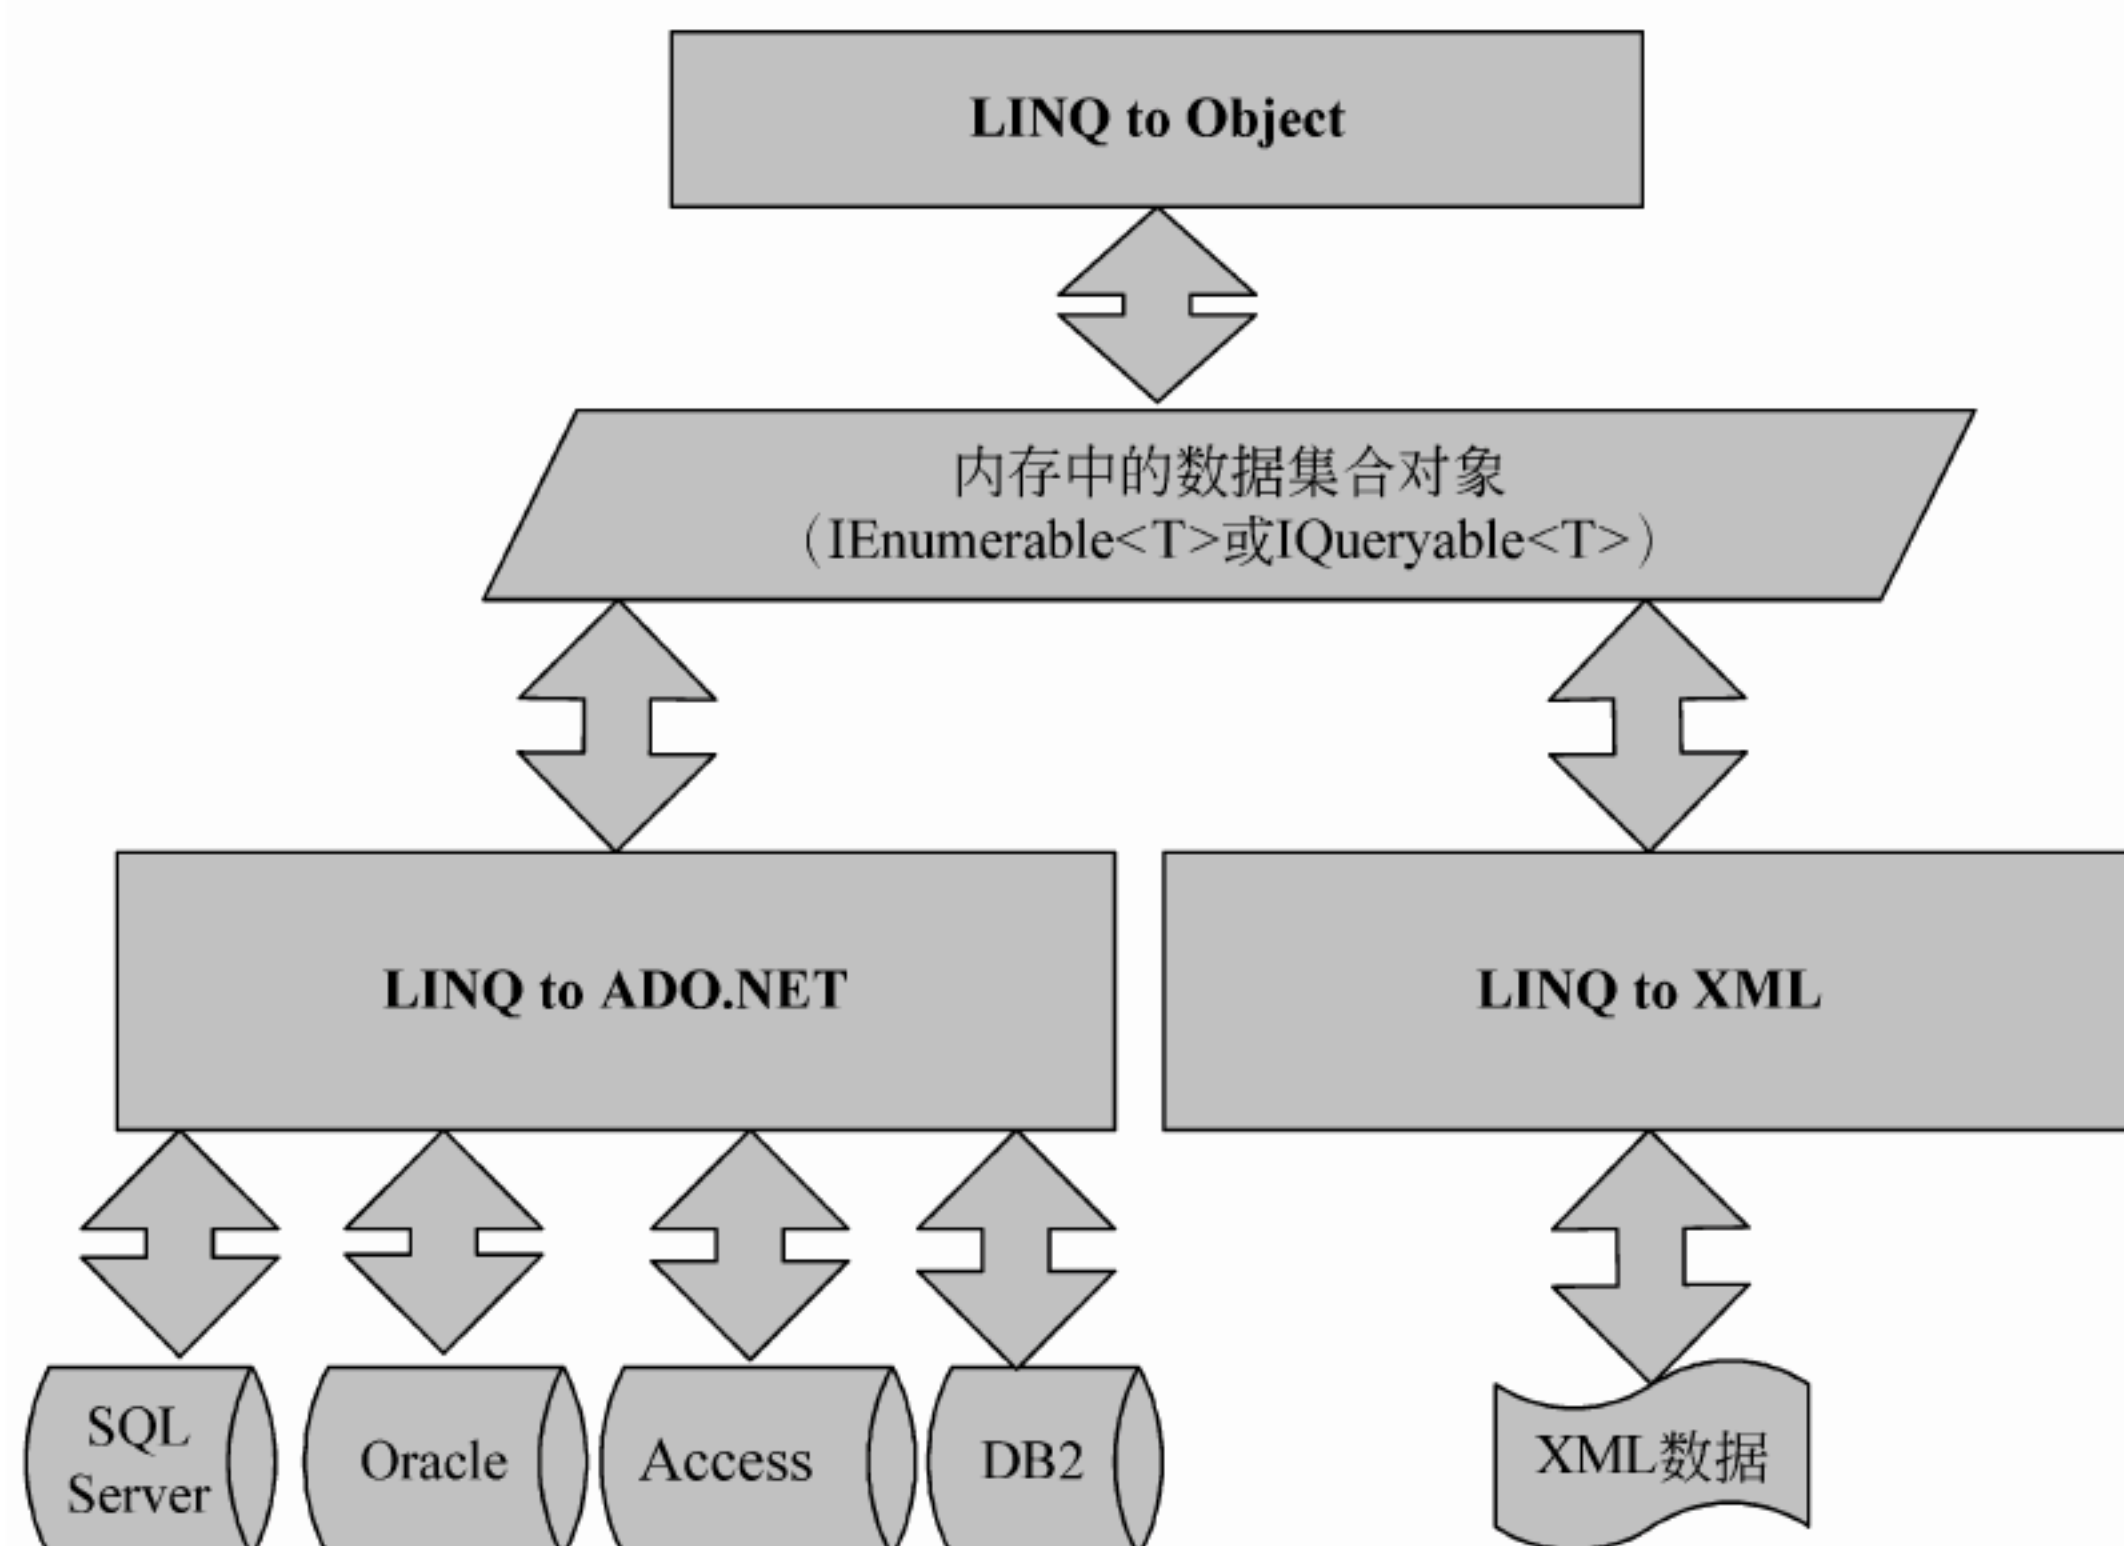 LINQ to Object
内存中的数据集合对象
（IEnumerable<T>或IQueryable<T>）
LINQ to ADO.NET
LINQ to XML
SQL
Server
Oracle
Access
DB2
XML数据